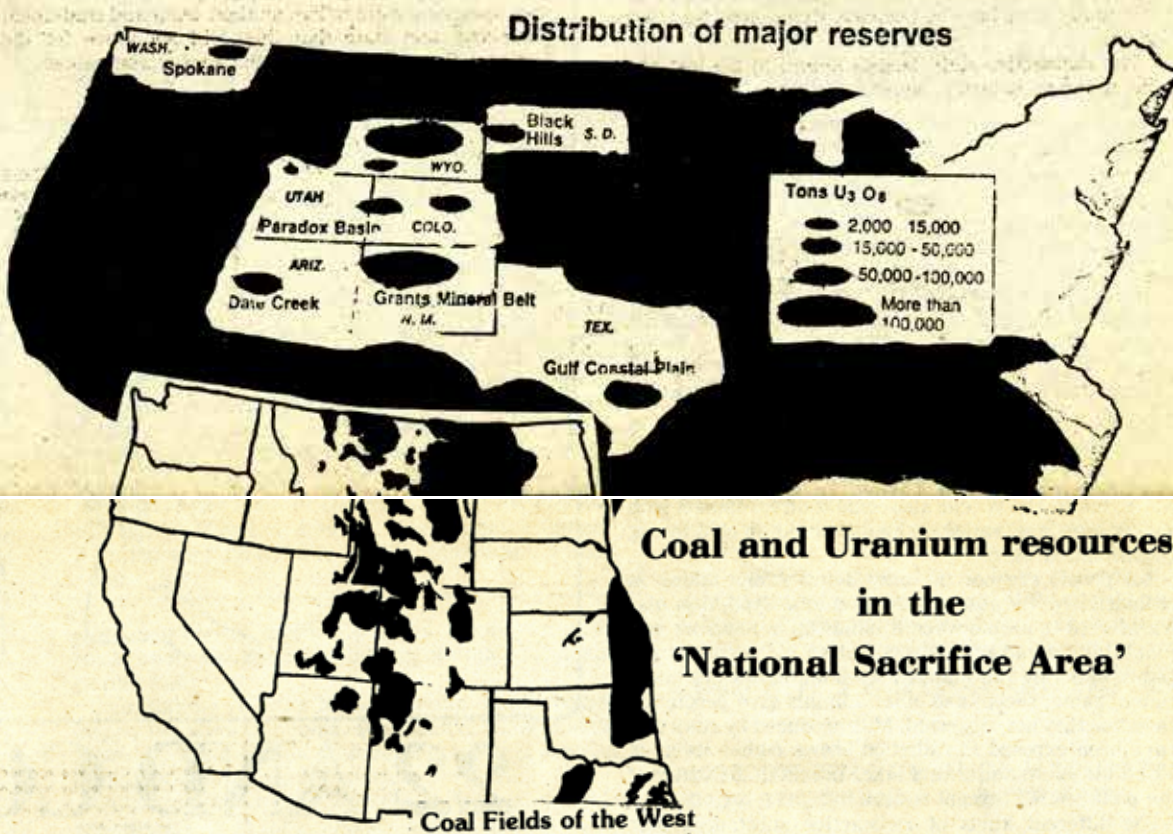 Distribution of major reserves
WASH.
Spokane
Black
Hills
S. D.
WYO.
UTAH
Paradox Basin
COLO.
ARIZ.
Date Creek
Grants Mineral Belt
N. M.
TEX.
Gulf Coastal Plain
Tons U₃ O₈
2,000 15,000
15,000 - 50,000
50,000 - 100,000
More than
100,000
Coal and Uranium resources
in the
‘National Sacrifice Area’
Coal Fields of the West